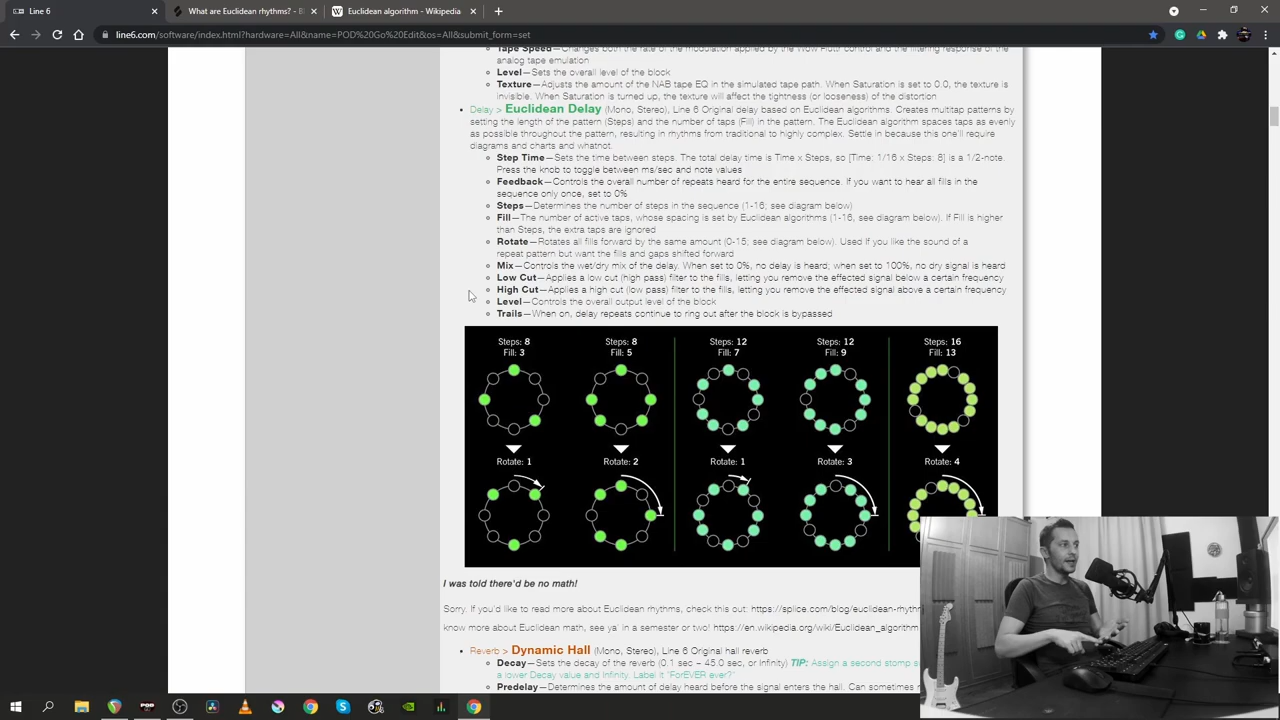 Line 6
What are Euclidean rhythms? - B
Euclidean algorithm - Wikipedia
line6.com/software/index.html?hardware=All&name=POD%20Go%20Edit&os=All&submit_form=set
Tape Speed—Changes both the rate of the modulation applied by the Wow Flutr control and the filtering response of the
analog tape emulation
Level—Sets the overall level of the block
Texture—Adjusts the amount of the NAB tape EQ in the simulated tape path. When Saturation is set to 0.0, the texture is
invisible. When Saturation is turned up, the texture will affect the tightness (or looseness) of the distortion
Delay > Euclidean Delay (Mono, Stereo), Line 6 Original delay based on Euclidean algorithms. Creates multitap patterns by
setting the length of the pattern (Steps) and the number of taps (Fill) in the pattern. The Euclidean algorithm spaces taps as evenly
as possible throughout the pattern, resulting in rhythms from traditional to highly complex. Settle in because this one'll require
diagrams and charts and whatnot.
Step Time—Sets the time between steps. The total delay time is Time x Steps, so [Time: 1/16 x Steps: 8] is a 1/2-note.
Press the knob to toggle between ms/sec and note values
Feedback—Controls the overall number of repeats heard for the entire sequence. If you want to hear all fills in the
sequence only once, set to 0%
Steps—Determines the number of steps in the sequence (1-16; see diagram below)
Fill—The number of active taps, whose spacing is set by Euclidean algorithms (1-16, see diagram below). If Fill is higher
than Steps, the extra taps are ignored
Rotate—Rotates all fills forward by the same amount (0-15; see diagram below). Used If you like the sound of a
repeat pattern but want the fills and gaps shifted forward
Mix—Controls the wet/dry mix of the delay. When set to 0%, no delay is heard; when set to 100%, no dry signal is heard
Low Cut—Applies a low cut (high pass) filter to the fills, letting you remove the effected signal below a certain frequency
High Cut—Applies a high cut (low pass) filter to the fills, letting you remove the effected signal above a certain frequency
Level—Controls the overall output level of the block
Trails—When on, delay repeats continue to ring out after the block is bypassed
Steps: 8 Steps: 8 Steps: 12 Steps: 12 Steps: 16
Fill: 3 Fill: 5 Fill: 7 Fill: 9 Fill: 13
Rotate: 1 Rotate: 2 Rotate: 1 Rotate: 3 Rotate: 4
I was told there'd be no math!
Sorry. If you'd like to read more about Euclidean rhythms, check this out: https://splice.com/blog/euclidean-rhythr
know more about Euclidean math, see ya' in a semester or two! https://en.wikipedia.org/wiki/Euclidean_algorithm
Reverb > Dynamic Hall (Mono, Stereo), Line 6 Original hall reverb
Decay—Sets the decay of the reverb (0.1 sec – 45.0 sec, or Infinity) TIP: Assign a second stomp s
a lower Decay value and Infinity. Label it "ForEVER ever?"
Predelay—Determines the amount of delay heard before the signal enters the hall. Can sometimes